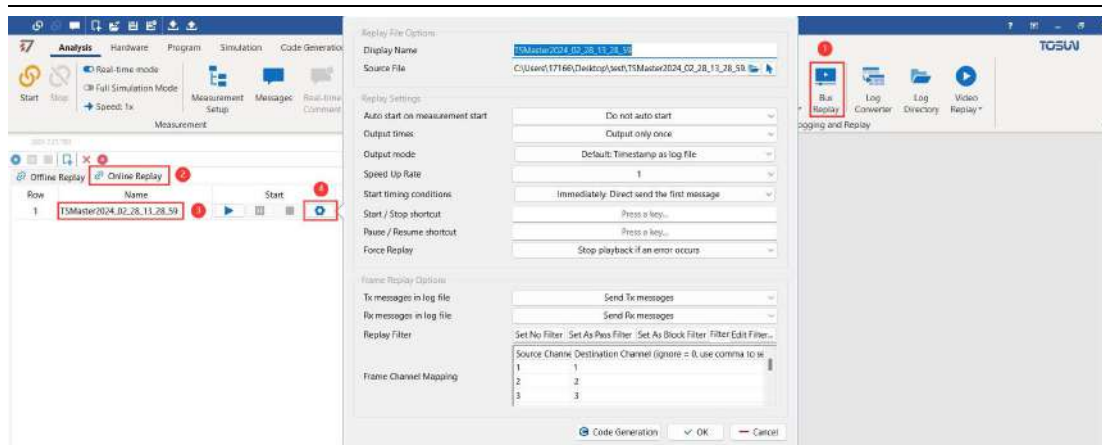 Analysis Hardware Program Simulation Code Generation
TOSUN
Start
Stop
Real-time mode
Full Simulation Mode
Speed: 1x
Measurement Setup
Messages
Real-time Comment
Measurement
1
Bus Replay
Log Converter
Log Directory
Video Replay
ogging and Replay
Offline Replay
Online Replay
2
Row Name Start
4
1 TSMaster2024_02_28_13_28_59
3
Replay File Options
Display Name TSMaster2024_02_28_13_28_59
Source File C:\Users\17166\Desktop\test\TSMaster2024_02_28_13_28_59.
Replay Settings
Auto start on measurement start Do not auto start
Output times Output only once
Output mode Default: Timestamp as log file
Speed Up Rate 1
Start timing conditions Immediately: Direct send the first message
Start / Stop shortcut Press a key...
Pause / Resume shortcut Press a key...
Force Replay Stop playback if an error occurs
Frame Replay Options
Tx messages in log file Send Tx messages
Rx messages in log file Send Rx messages
Replay Filter Set No Filter Set As Pass Filter Set As Block Filter Filter Edit Filter...
Source Channe Destination Channel (ignore = 0, use comma to se
Frame Channel Mapping
1 1
2 2
3 3
Code Generation OK Cancel